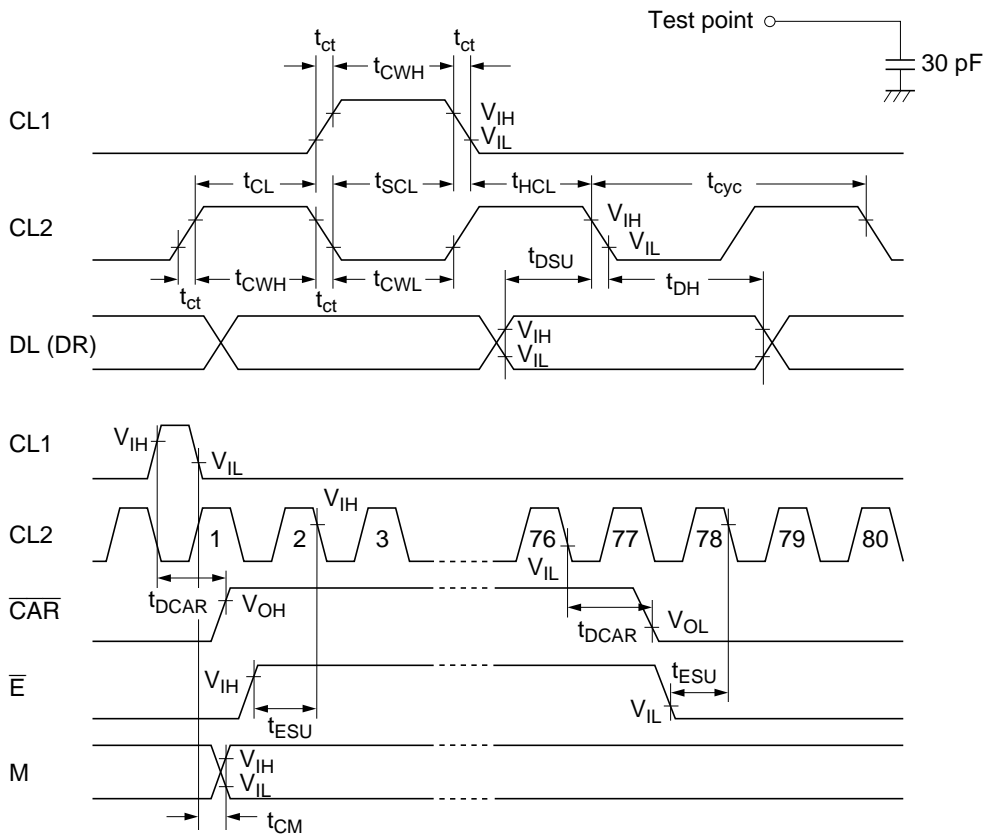 Test point
30 pF
t_ct t_CWH t_ct
CL1 V_IH
V_IL
t_CL t_SCL t_HCL t_cyc
CL2 V_IH
V_IL
t_DSU
t_ct t_CWH t_ct t_CWL t_DH
DL (DR) V_IH
V_IL
CL1 V_IH V_IL
V_IH
CL2 1 2 3 76 77 78 79 80
V_IL
t_DCAR t_DCAR
C̅A̅R̅ V_OH V_OL
t_ESU
E̅ V_IH V_IL
t_ESU
M V_IH
V_IL
t_CM